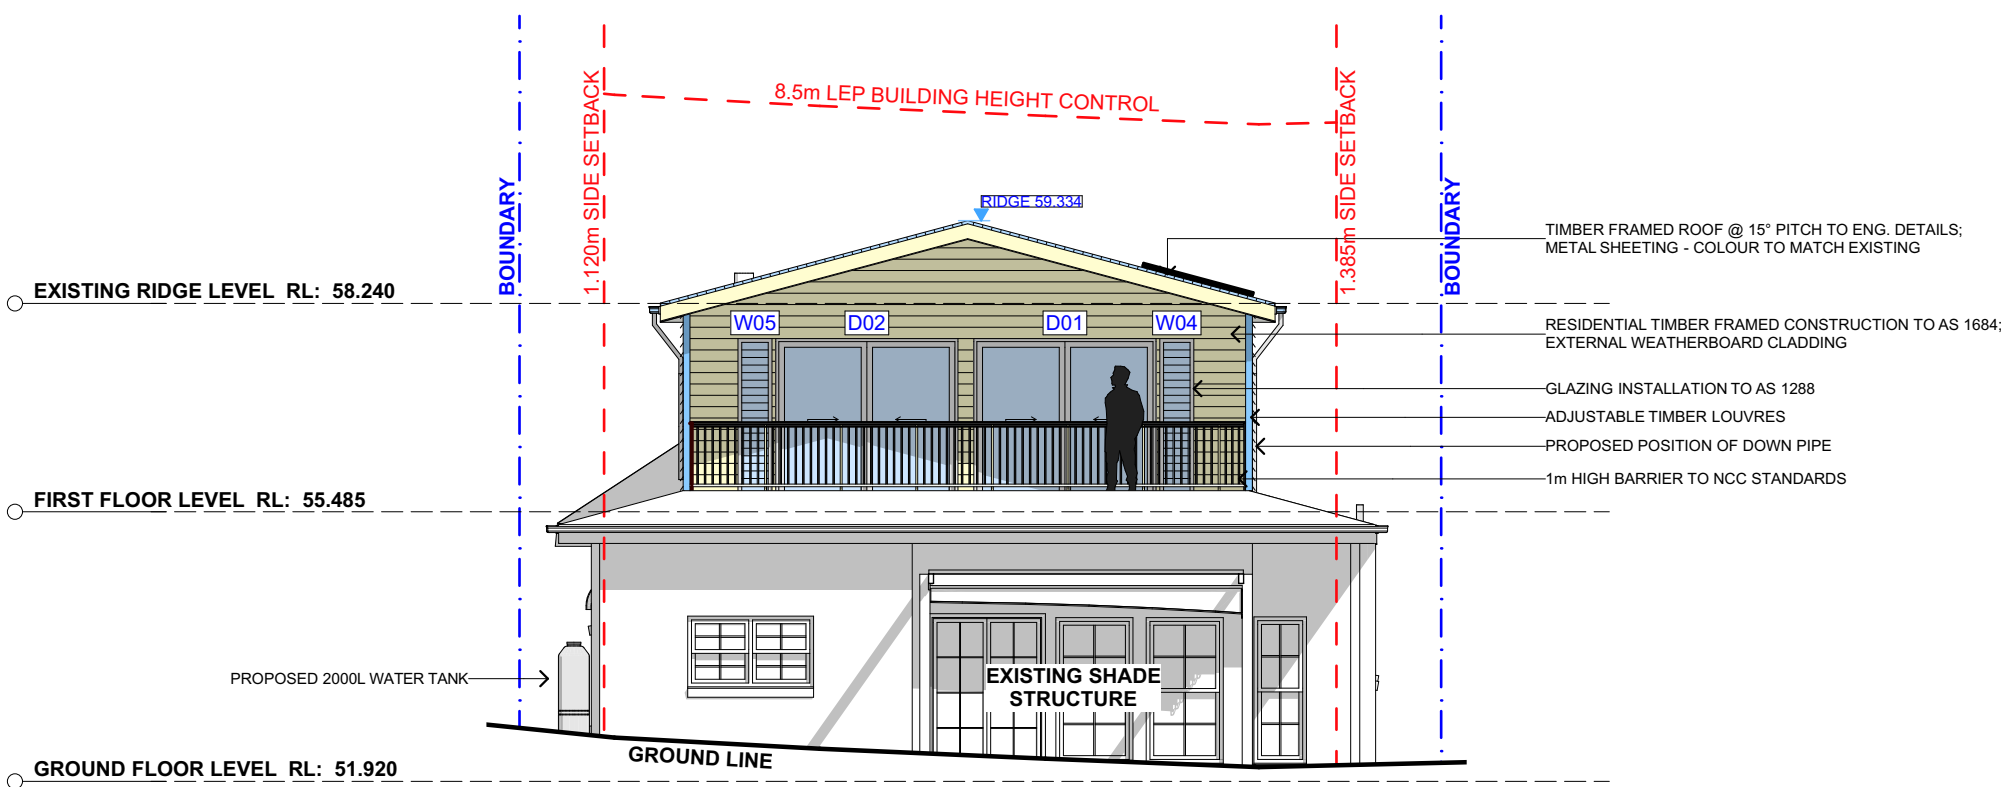 8.5m LEP BUILDING HEIGHT CONTROL
BOUNDARY
1.120m SIDE SETBACK
1.385m SIDE SETBACK
BOUNDARY
RIDGE 59.334
TIMBER FRAMED ROOF @ 15° PITCH TO ENG. DETAILS;
METAL SHEETING - COLOUR TO MATCH EXISTING
EXISTING RIDGE LEVEL RL: 58.240
W05
D02
D01
W04
RESIDENTIAL TIMBER FRAMED CONSTRUCTION TO AS 1684;
EXTERNAL WEATHERBOARD CLADDING
GLAZING INSTALLATION TO AS 1288
ADJUSTABLE TIMBER LOUVRES
PROPOSED POSITION OF DOWN PIPE
1m HIGH BARRIER TO NCC STANDARDS
FIRST FLOOR LEVEL RL: 55.485
PROPOSED 2000L WATER TANK
EXISTING SHADE
STRUCTURE
GROUND LINE
GROUND FLOOR LEVEL RL: 51.920